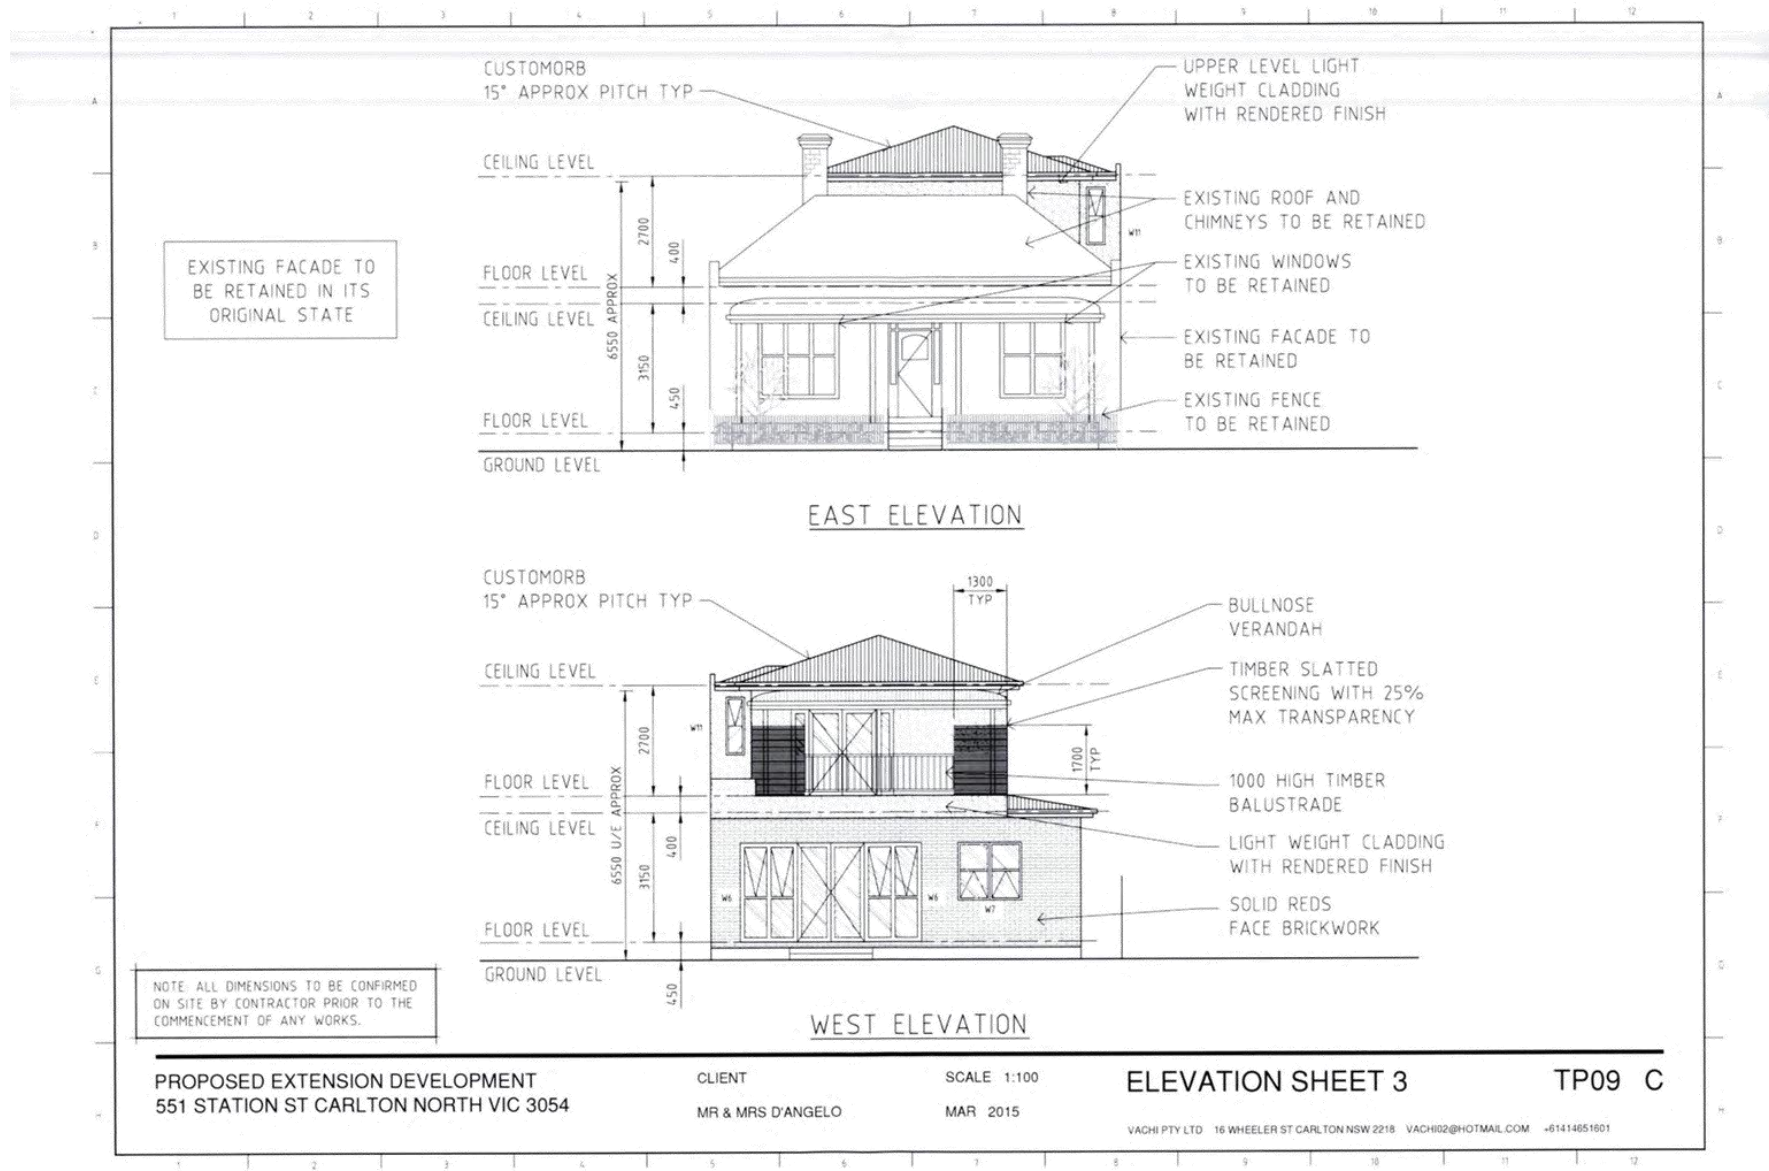 CUSTOMORB
15° APPROX PITCH TYP
UPPER LEVEL LIGHT
WEIGHT CLADDING
WITH RENDERED FINISH
CEILING LEVEL
EXISTING ROOF AND
CHIMNEYS TO BE RETAINED
2700
400
W11
EXISTING FACADE TO
BE RETAINED IN ITS
ORIGINAL STATE
FLOOR LEVEL
EXISTING WINDOWS
TO BE RETAINED
CEILING LEVEL
6550 APPROX
EXISTING FACADE TO
BE RETAINED
3150
450
EXISTING FENCE
TO BE RETAINED
FLOOR LEVEL
GROUND LEVEL
EAST ELEVATION
CUSTOMORB
15° APPROX PITCH TYP
1300
TYP
BULLNOSE
VERANDAH
CEILING LEVEL
TIMBER SLATTED
SCREENING WITH 25%
MAX TRANSPARENCY
W11
2700
1700
TYP
FLOOR LEVEL
1000 HIGH TIMBER
BALUSTRADE
CEILING LEVEL
6550 U/E APPROX
400
LIGHT WEIGHT CLADDING
WITH RENDERED FINISH
3150
W6
W6
W7
SOLID REDS
FACE BRICKWORK
FLOOR LEVEL
GROUND LEVEL
450
NOTE: ALL DIMENSIONS TO BE CONFIRMED
ON SITE BY CONTRACTOR PRIOR TO THE
COMMENCEMENT OF ANY WORKS.
WEST ELEVATION
PROPOSED EXTENSION DEVELOPMENT
551 STATION ST CARLTON NORTH VIC 3054
CLIENT
MR & MRS D'ANGELO
SCALE 1:100
MAR 2015
ELEVATION SHEET 3
TP09 C
VACHI PTY LTD 16 WHEELER ST CARLTON NSW 2218 VACHI02@HOTMAIL.COM +61414651601